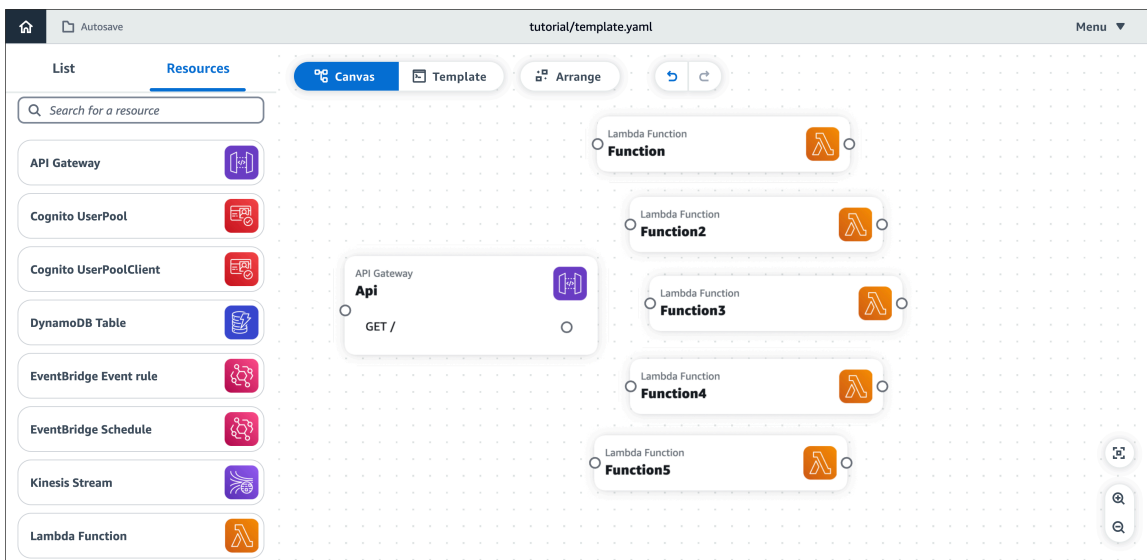 Autosave
tutorial/template.yaml
Menu
List
Resources
Canvas
Template
Arrange
Search for a resource
API Gateway
Cognito UserPool
Cognito UserPoolClient
DynamoDB Table
EventBridge Event rule
EventBridge Schedule
Kinesis Stream
Lambda Function
API Gateway
Api
GET /
Lambda Function
Function
Lambda Function
Function2
Lambda Function
Function3
Lambda Function
Function4
Lambda Function
Function5